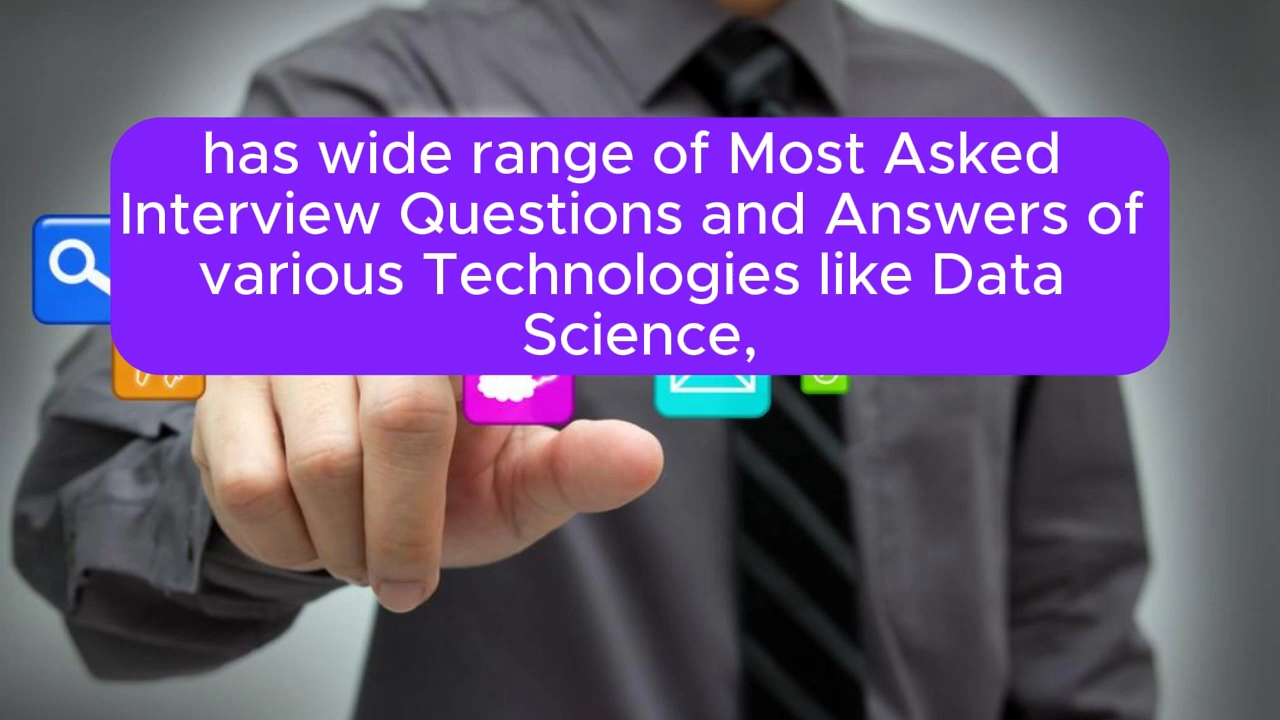 has wide range of Most Asked
Interview Questions and Answers of
various Technologies like Data
Science,